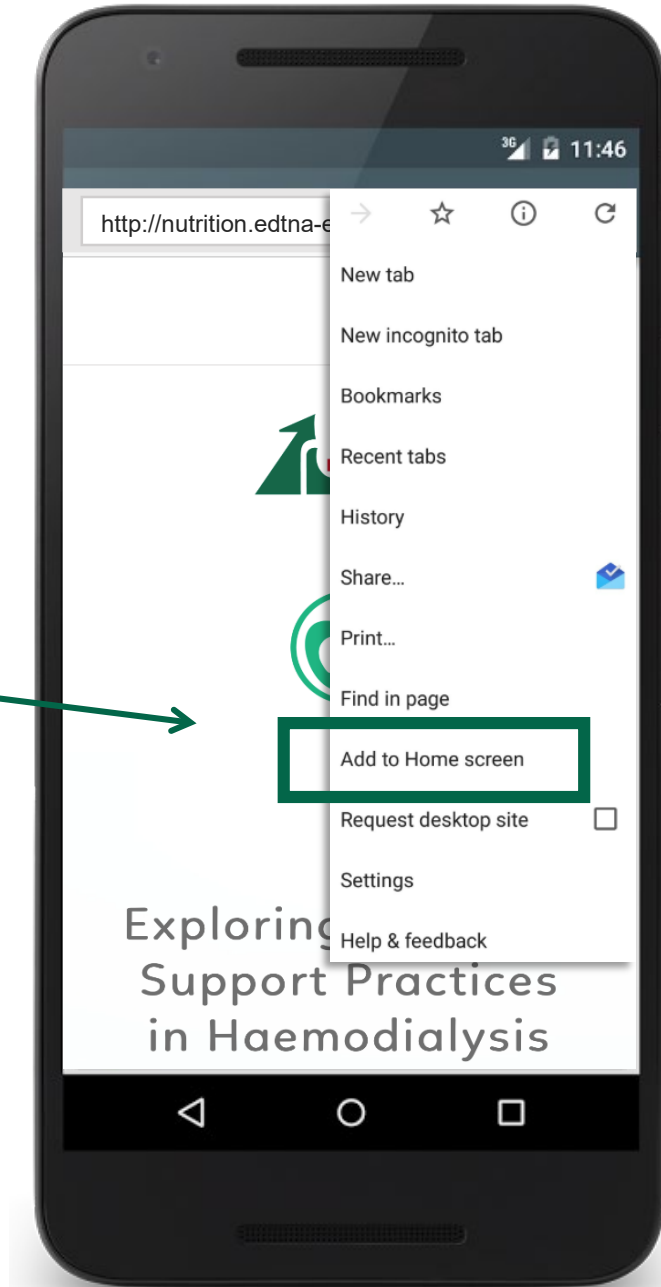 3G 11:46
http://nutrition.edtna-e
New tab
New incognito tab
Bookmarks
Recent tabs
History
Share...
Print...
Find in page
Add to Home screen
Request desktop site
Settings
Help & feedback
Exploring
Support Practices
in Haemodialysis